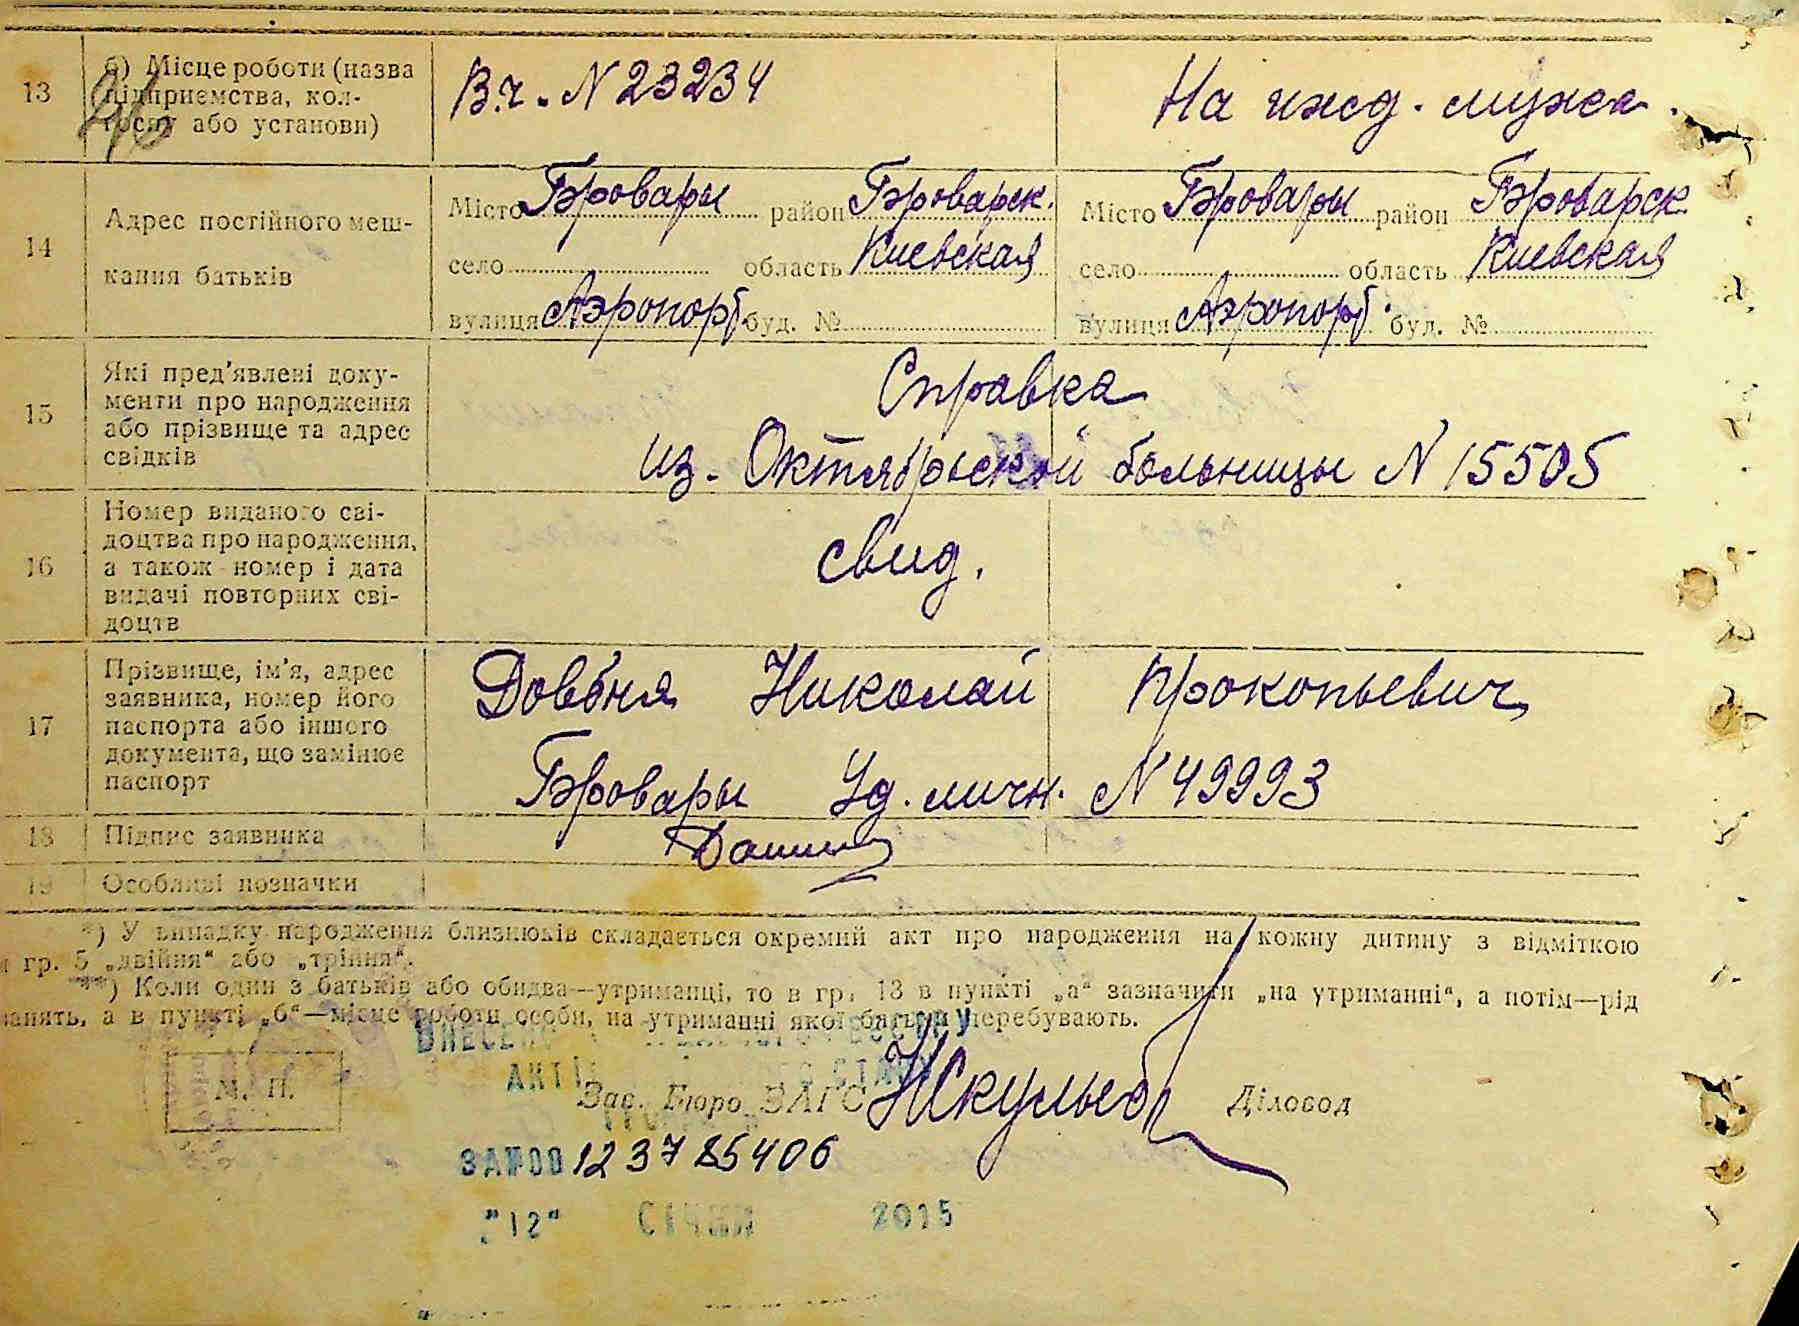 13
б) Місце роботи (назва
підприємства, кол-
госпу або установи)
В.ч. N 23234
На ижд. мужа.
14
Адрес постійного меш-
кання батьків
Місто Бровары район Броварск.
село область Киевская
вулиця Аэропорт буд. №
Місто Бровары район Броварск.
село область Киевская
вулиця Аэропорт буд. №
15
Які пред'явлені доку-
менти про народження
або прізвище та адрес
свідків
Справка
из. Октябрьской больницы N 15505
16
Номер виданого сві-
доцтва про народження,
а також номер і дата
видачі повторних сві-
доцтв
свид.
17
Прізвище, ім'я, адрес
заявника, номер його
паспорта або іншого
документа, що замінює
паспорт
Довбня Николай Прокопьевич
Бровары Уд. личн. N 49993
18
Підпис заявника
19
Особливі позначки
*) У випадку народження близнюків складається окремий акт про народження на кожну дитину з відміткою
гр. 5 „двійня“ або „трійня“.
**) Коли один з батьків або обидва—утриманці, то в гр. 13 в пункті „а“ зазначити „на утриманні“, а потім—рід
занять, а в пункті „б“—місце роботи особи, на утриманні якої батьки перебувають.
М. П.
Зав. Бюро ЗАГС
Діловод
ЗА №00123785406
"12" СІЧНЯ 2015